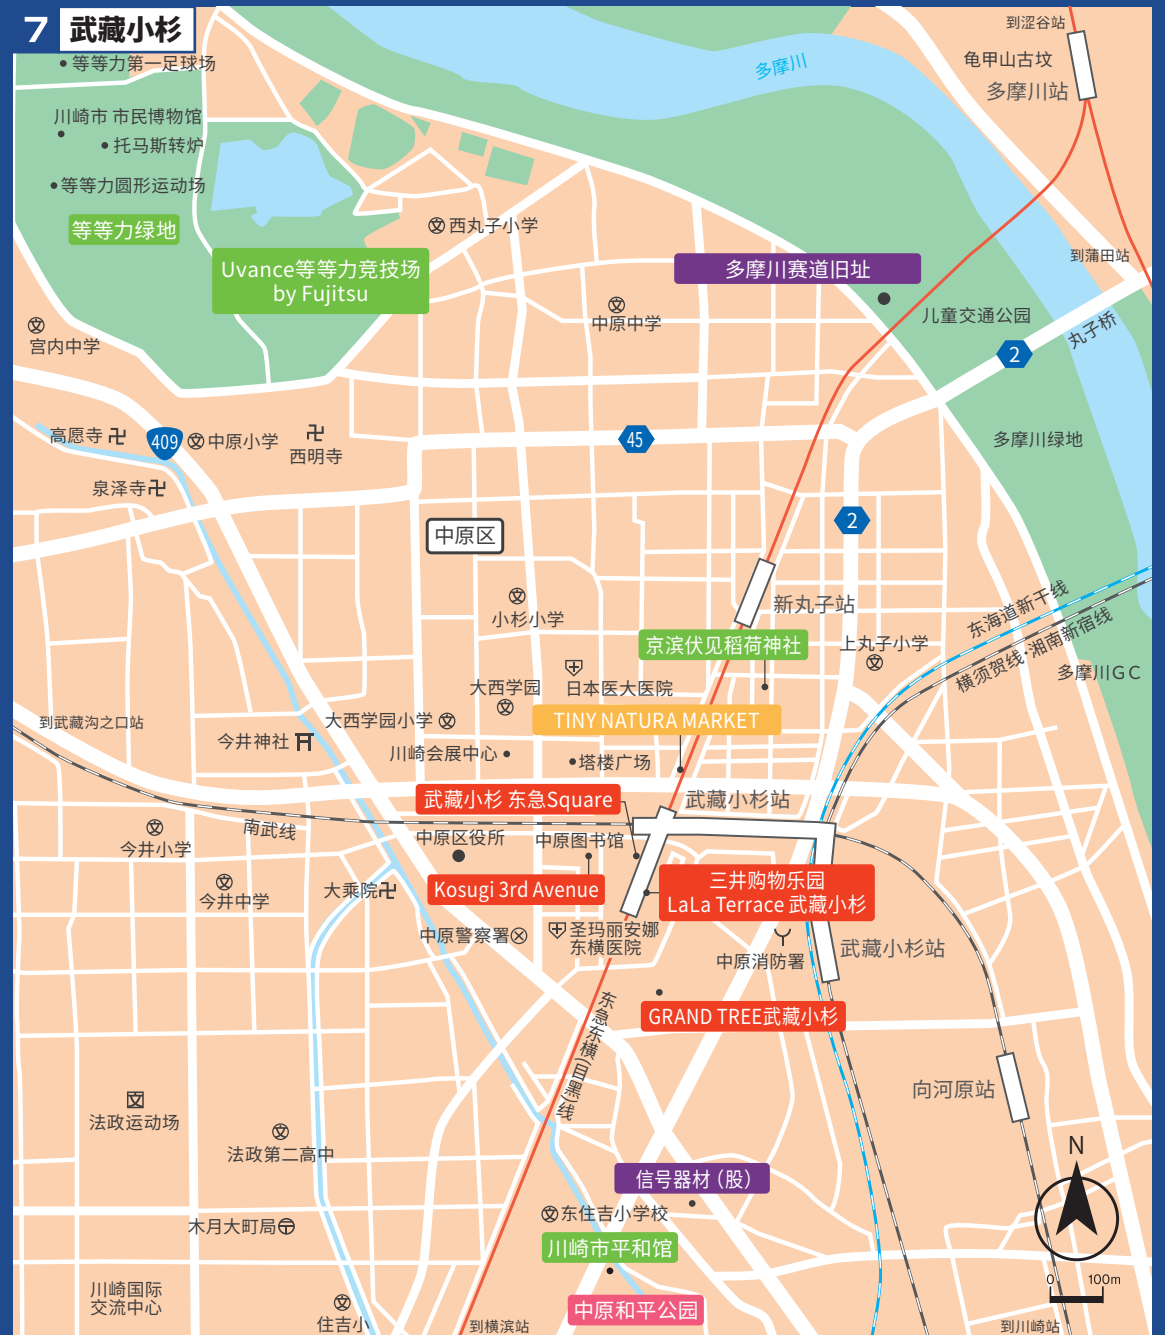 7 武藏小杉
等等力第一足球场
川崎市 市民博物馆
托马斯转炉
等等力圆形运动场
等等力绿地
Uvance等等力竞技场
by Fujitsu
多摩川
到涩谷站
龟甲山古坟
多摩川站
西丸子小学
到蒲田站
多摩川赛道旧址
儿童交通公园
丸子桥
2
宫内中学
中原中学
高愿寺
409
中原小学
西明寺
45
多摩川绿地
泉泽寺
中原区
2
小杉小学
新丸子站
东海道新干线
横须贺线·湘南新宿线
京滨伏见稻荷神社
上丸子小学
多摩川GC
大西学园
日本医大医院
到武藏沟之口站
大西学园小学
TINY NATURA MARKET
今井神社
川崎会展中心
塔楼广场
武藏小杉 东急Square
武藏小杉站
南武线
中原区役所
中原图书馆
今井小学
今井中学
大乘院
Kosugi 3rd Avenue
三井购物乐园
LaLa Terrace 武藏小杉
中原警察署
圣玛丽安娜
东横医院
中原消防署
武藏小杉站
东急东横(目黑)线
GRAND TREE武藏小杉
向河原站
法政运动场
法政第二高中
N
信号器材（股）
木月大町局
东住吉小学校
川崎市平和馆
川崎国际
交流中心
中原和平公园
住吉小
到横滨站
0 100m
到川崎站